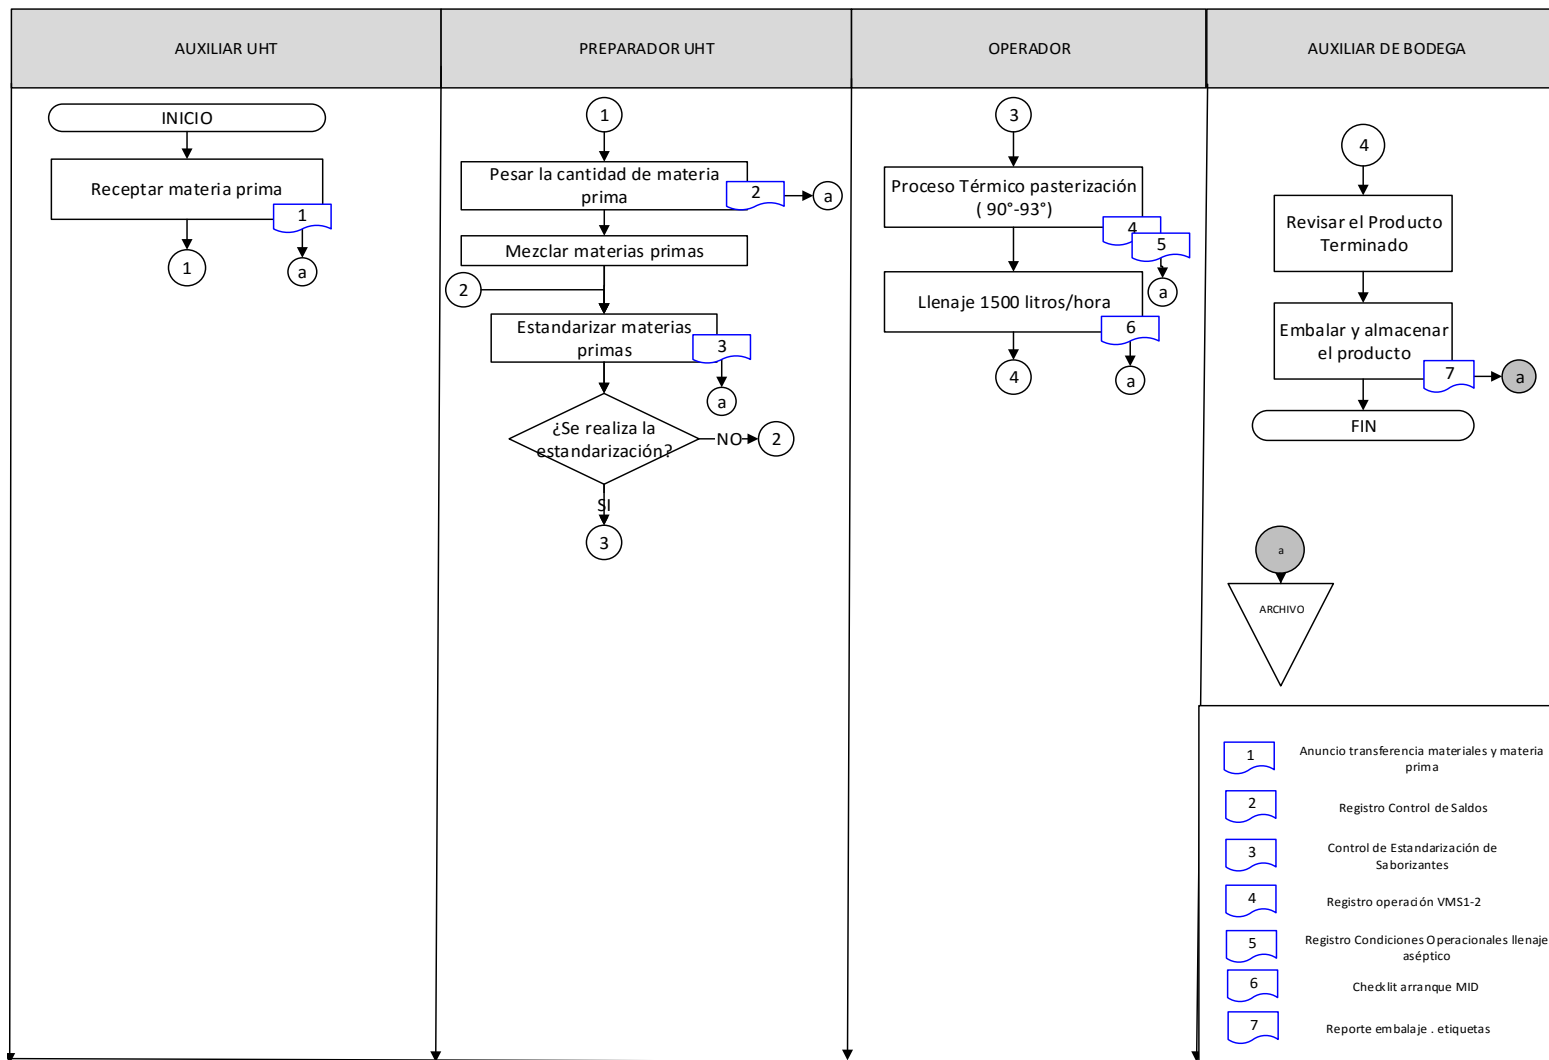 AUXILIAR UHT
PREPARADOR UHT
OPERADOR
AUXILIAR DE BODEGA
INICIO
Receptar materia prima
1
1
a
1
Pesar la cantidad de materia
prima
2
a
Mezclar materias primas
2
Estandarizar materias
primas
3
a
¿Se realiza la
estandarización?
NO
2
SI
3
3
Proceso Térmico pasterización
( 90°-93°)
4
5
a
Llenaje 1500 litros/hora
6
4
a
4
Revisar el Producto
Terminado
Embalar y almacenar
el producto
7
a
FIN
a
ARCHIVO
1
Anuncio transferencia materiales y materia
prima
2
Registro Control de Saldos
3
Control de Estandarización de
Saborizantes
4
Registro operación VMS1-2
5
Registro Condiciones Operacionales llenaje
aséptico
6
Checklit arranque MID
7
Reporte embalaje . etiquetas